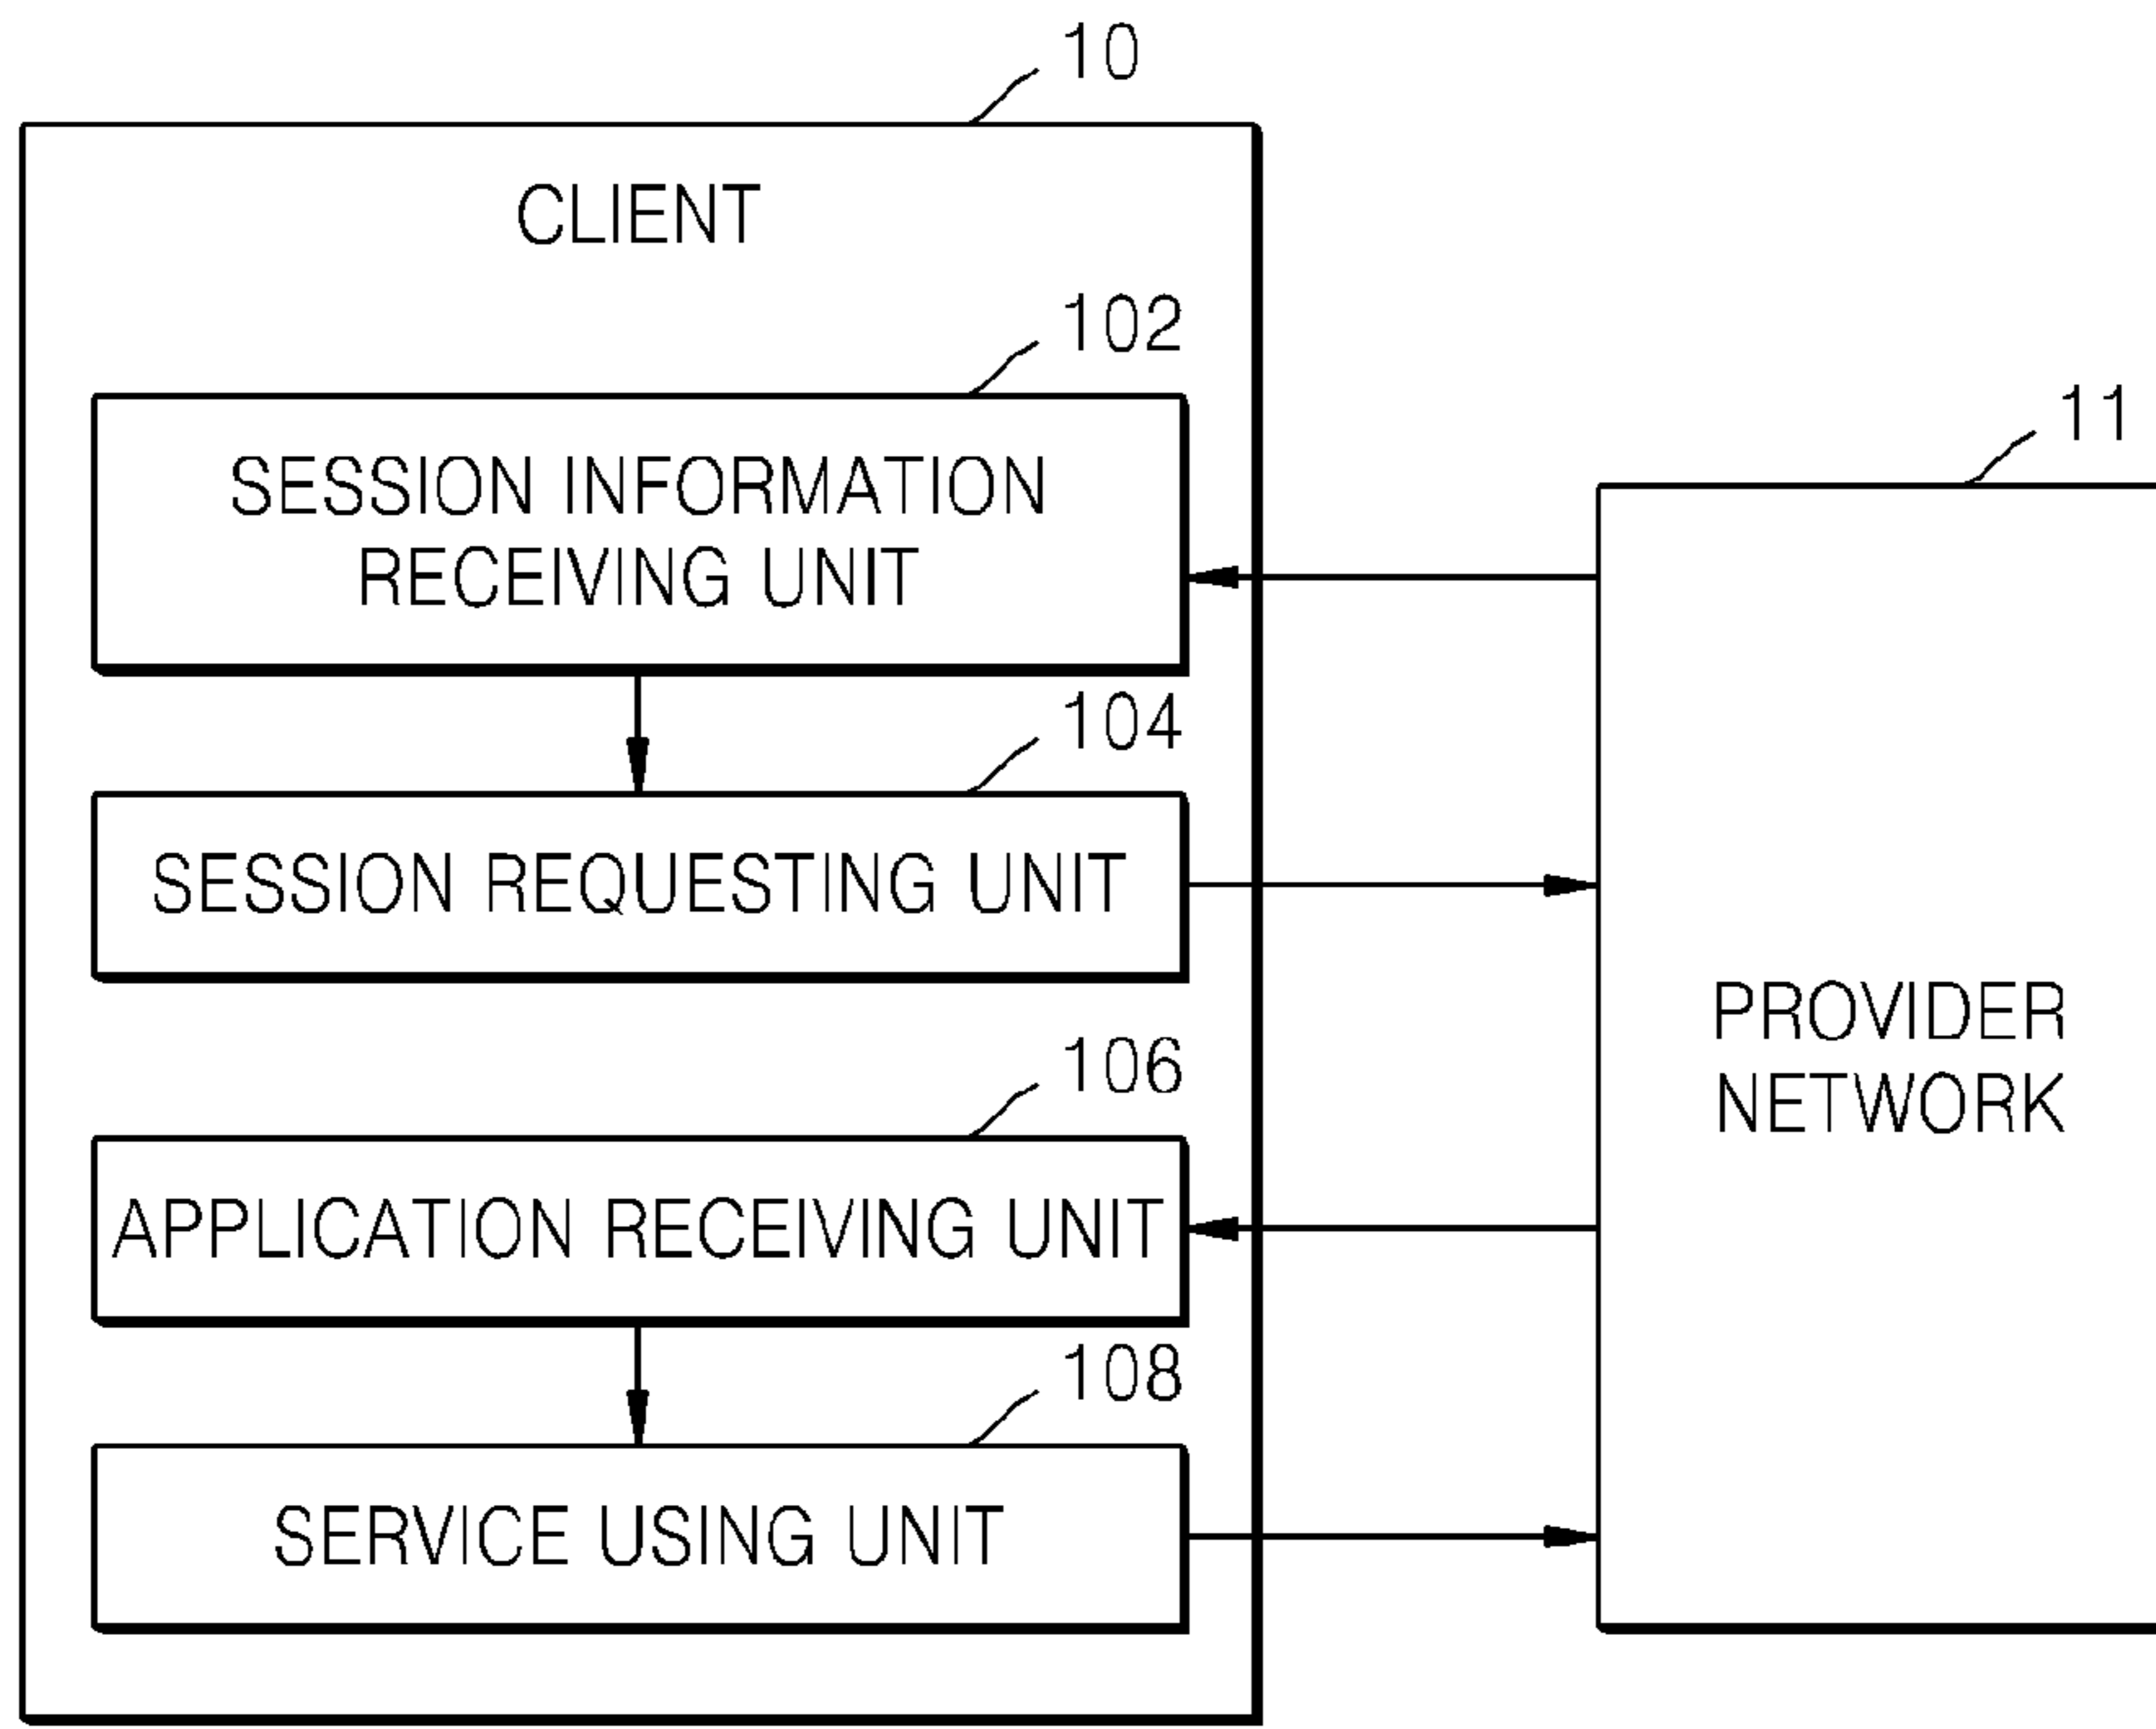 10
CLIENT
102
SESSION INFORMATION
RECEIVING UNIT
104
SESSION REQUESTING UNIT
106
APPLICATION RECEIVING UNIT
108
SERVICE USING UNIT
11
PROVIDER
NETWORK